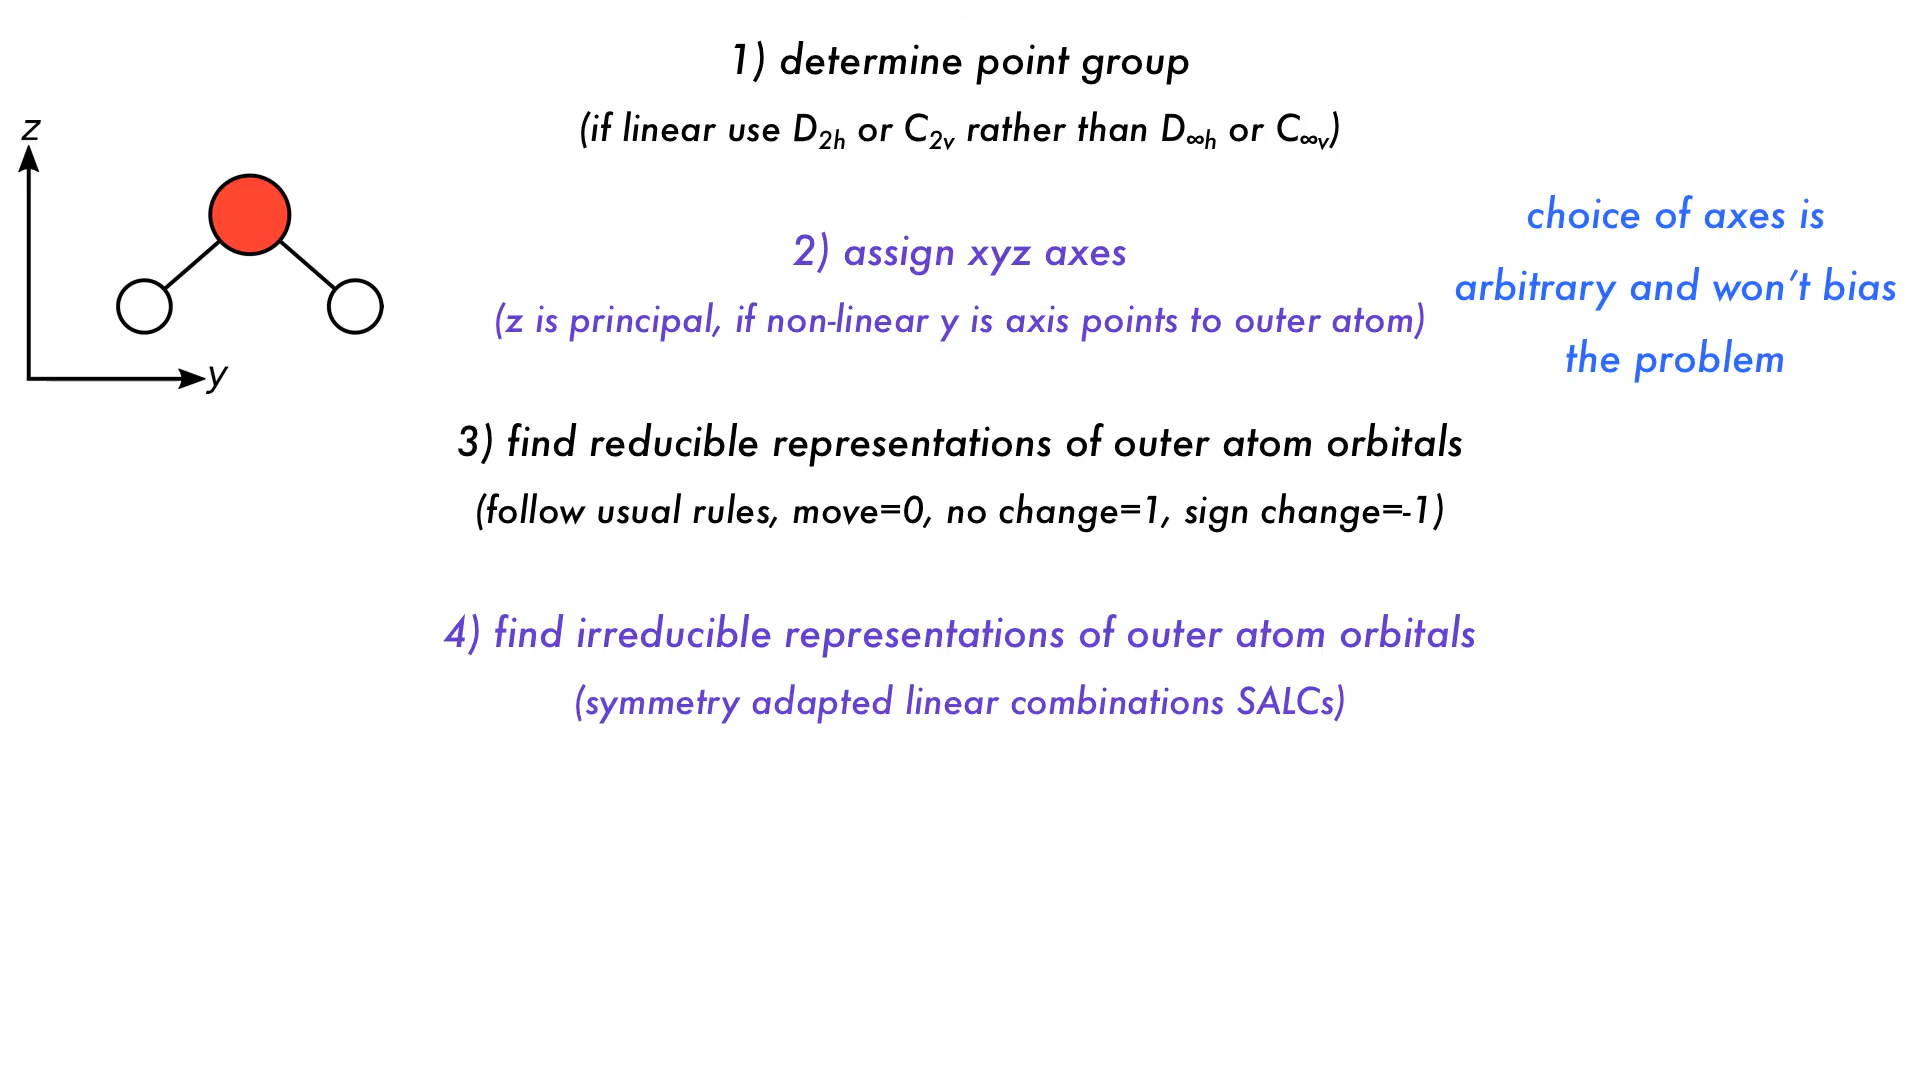 1) determine point group
(if linear use D2h or C2v rather than D∞h or C∞v)
z
y
2) assign xyz axes
(z is principal, if non-linear y is axis points to outer atom)
choice of axes is
arbitrary and won't bias
the problem
3) find reducible representations of outer atom orbitals
(follow usual rules, move=0, no change=1, sign change=-1)
4) find irreducible representations of outer atom orbitals
(symmetry adapted linear combinations SALCs)